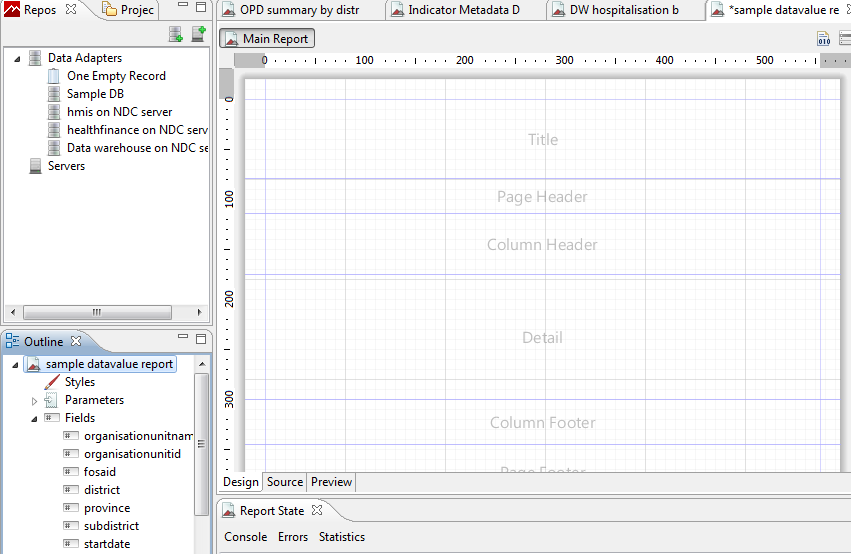 Repos
Projec
Data Adapters
One Empty Record
Sample DB
hmis on NDC server
healthfinance on NDC serv
Data warehouse on NDC se
Servers
Outline
sample datavalue report
Styles
Parameters
Fields
organisationunitnam
organisationunitid
fosaid
district
province
subdistrict
startdate
OPD summary by distr
Indicator Metadata D
DW hospitalisation b
*sample datavalue re
Main Report
010
0 100 200 300 400 500
0
100
200
300
Title
Page Header
Column Header
Detail
Column Footer
Page Footer
Design Source Preview
Report State
Console Errors Statistics